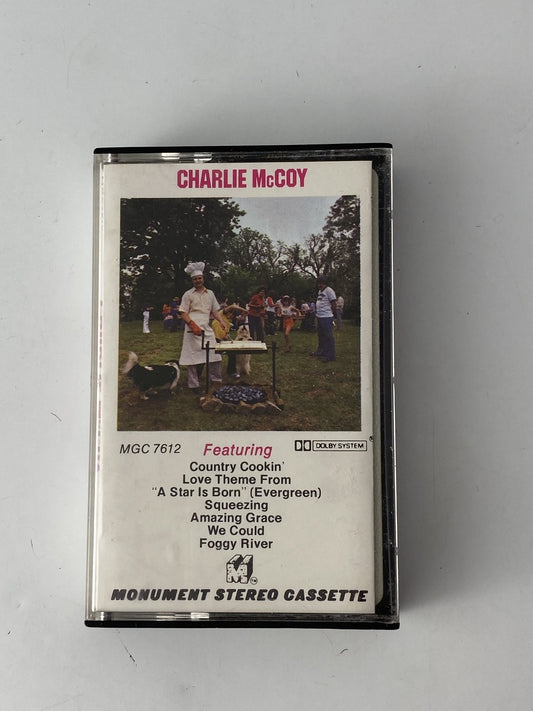 CHARLIE McCOY
MGC 7612 Featuring DOLBY SYSTEM
Country Cookin'
Love Theme From
"A Star Is Born" (Evergreen)
Squeezing
Amazing Grace
We Could
Foggy River
M TM
MONUMENT STEREO CASSETTE